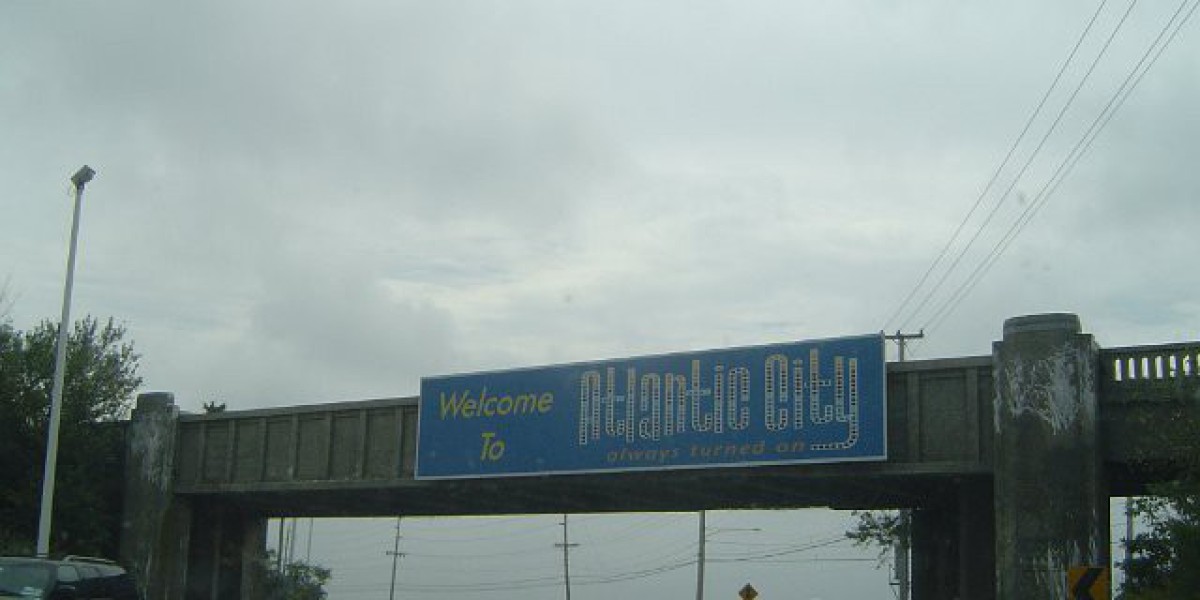 Welcome
To
Atlantic City
always turned on